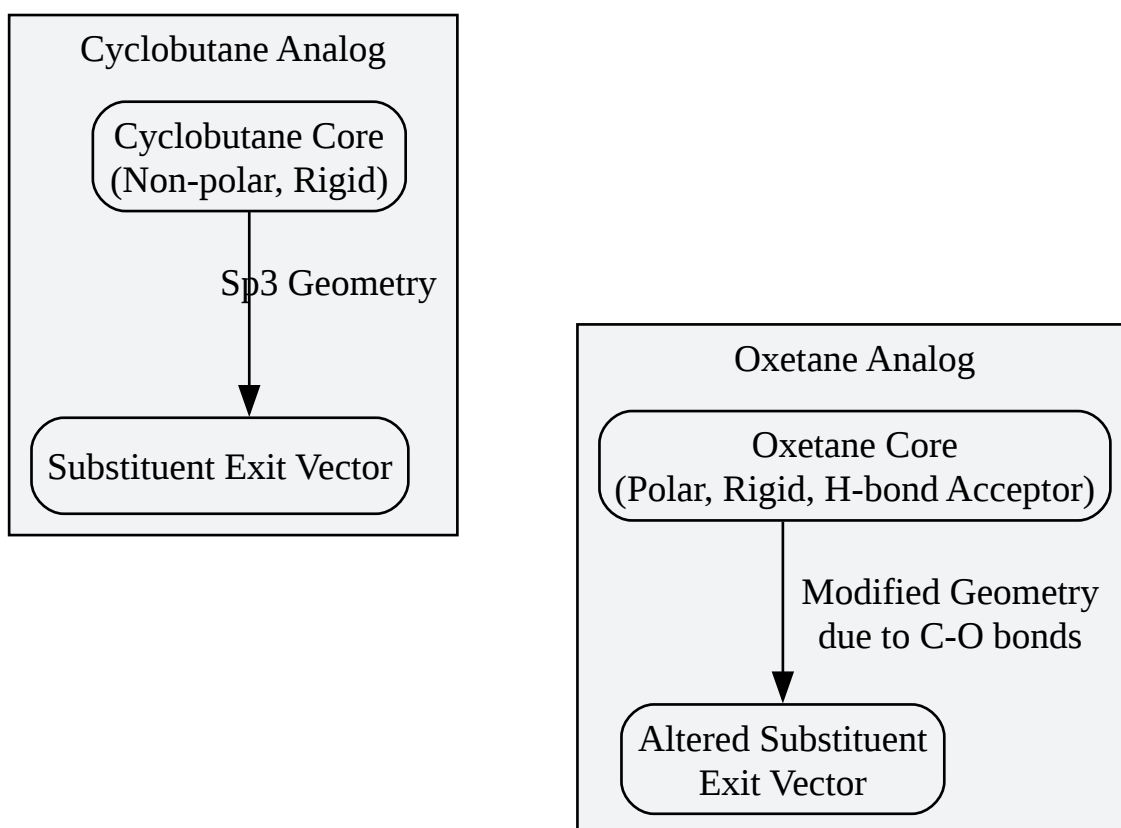 Cyclobutane Analog
Cyclobutane Core
(Non-polar, Rigid)
Sp3 Geometry
Substituent Exit Vector
Oxetane Analog
Oxetane Core
(Polar, Rigid, H-bond Acceptor)
Modified Geometry
due to C-O bonds
Altered Substituent
Exit Vector